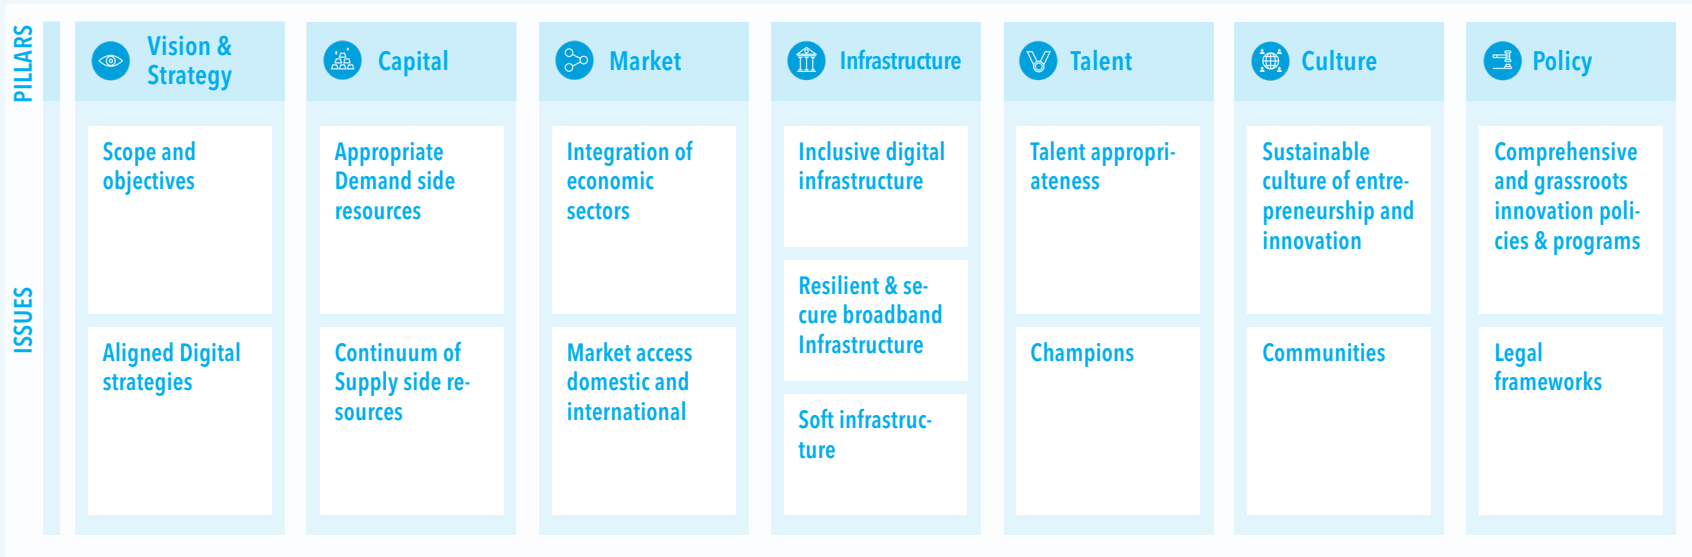 PILLARS
Vision &
Strategy
Capital
Market
Infrastructure
Talent
Culture
Policy
ISSUES
Scope and
objectives
Aligned Digital
strategies
Appropriate
Demand side
resources
Continuum of
Supply side re-
sources
Integration of
economic
sectors
Market access
domestic and
international
Inclusive digital
infrastructure
Resilient & se-
cure broadband
Infrastructure
Soft infrastruc-
ture
Talent appropri-
ateness
Champions
Sustainable
culture of entre-
preneurship and
innovation
Communities
Comprehensive
and grassroots
innovation poli-
cies & programs
Legal
frameworks